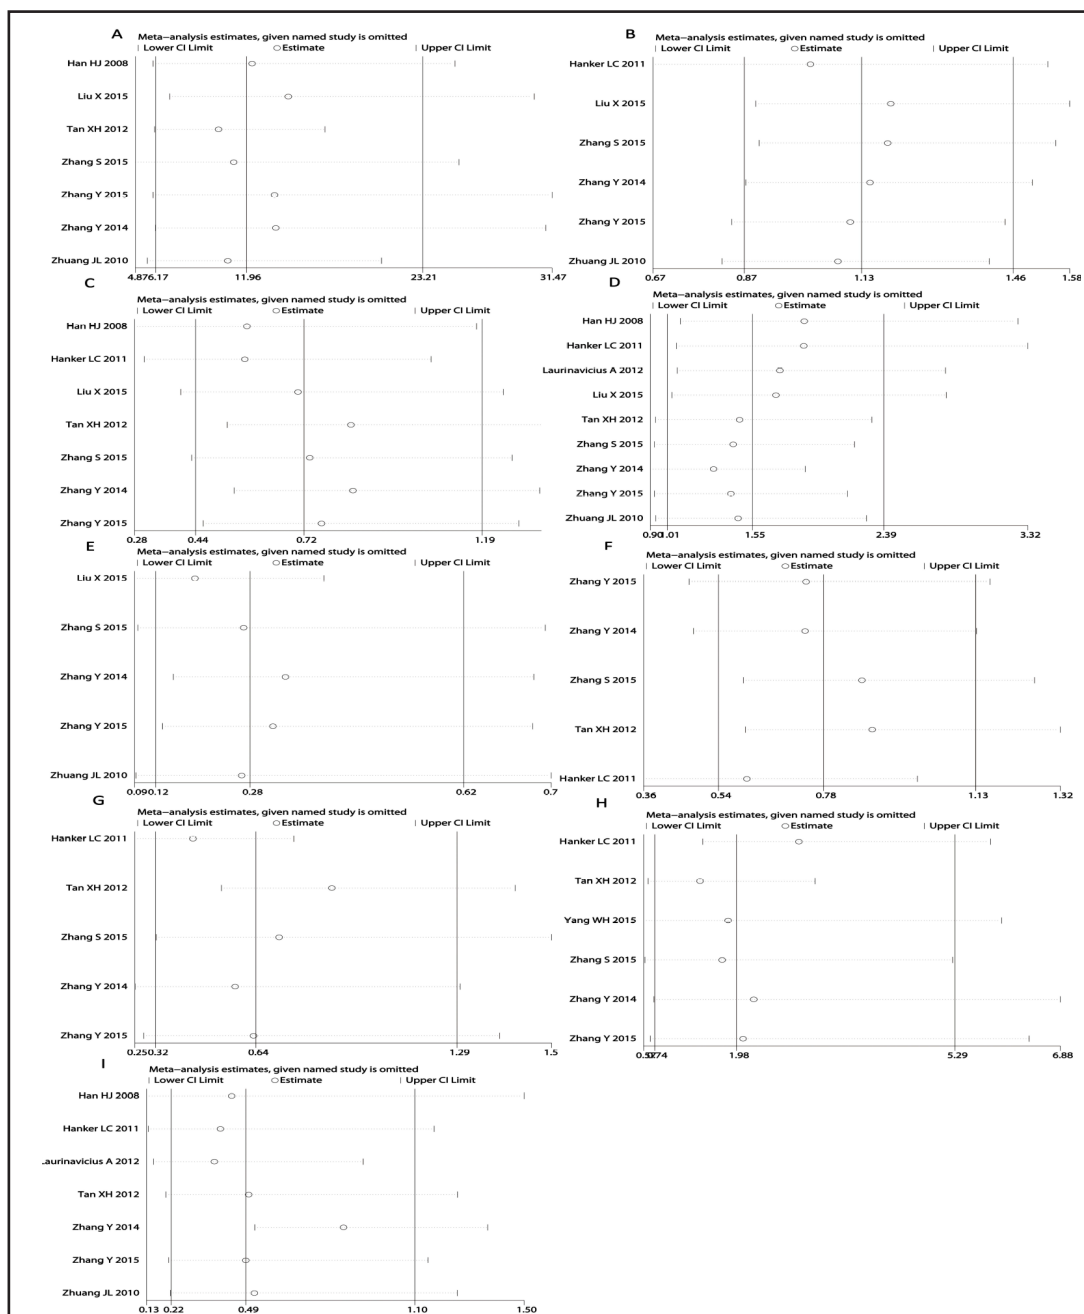 A
Meta−analysis estimates, given named study is omitted
Lower CI Limit Estimate Upper CI Limit
Han HJ 2008
Liu X 2015
Tan XH 2012
Zhang S 2015
Zhang Y 2015
Zhang Y 2014
Zhuang JL 2010
4.87 6.17 11.96 23.21 31.47
B
Meta−analysis estimates, given named study is omitted
Lower CI Limit Estimate Upper CI Limit
Hanker LC 2011
Liu X 2015
Zhang S 2015
Zhang Y 2014
Zhang Y 2015
Zhuang JL 2010
0.67 0.87 1.13 1.46 1.58
C
Meta−analysis estimates, given named study is omitted
Lower CI Limit Estimate Upper CI Limit
Han HJ 2008
Hanker LC 2011
Liu X 2015
Tan XH 2012
Zhang S 2015
Zhang Y 2014
Zhang Y 2015
0.28 0.44 0.72 1.19
D
Meta−analysis estimates, given named study is omitted
Lower CI Limit Estimate Upper CI Limit
Han HJ 2008
Hanker LC 2011
Laurinavicius A 2012
Liu X 2015
Tan XH 2012
Zhang S 2015
Zhang Y 2014
Zhang Y 2015
Zhuang JL 2010
0.90 1.01 1.55 2.39 3.32
E
Meta−analysis estimates, given named study is omitted
Lower CI Limit Estimate Upper CI Limit
Liu X 2015
Zhang S 2015
Zhang Y 2014
Zhang Y 2015
Zhuang JL 2010
0.09 0.12 0.28 0.62 0.7
F
Meta−analysis estimates, given named study is omitted
Lower CI Limit Estimate Upper CI Limit
Zhang Y 2015
Zhang Y 2014
Zhang S 2015
Tan XH 2012
Hanker LC 2011
0.36 0.54 0.78 1.13 1.32
G
Meta−analysis estimates, given named study is omitted
Lower CI Limit Estimate Upper CI Limit
Hanker LC 2011
Tan XH 2012
Zhang S 2015
Zhang Y 2014
Zhang Y 2015
0.25 0.32 0.64 1.29 1.5
H
Meta−analysis estimates, given named study is omitted
Lower CI Limit Estimate Upper CI Limit
Hanker LC 2011
Tan XH 2012
Yang WH 2015
Zhang S 2015
Zhang Y 2014
Zhang Y 2015
0.74 1.98 5.29 6.88
I
Meta−analysis estimates, given named study is omitted
Lower CI Limit Estimate Upper CI Limit
Han HJ 2008
Hanker LC 2011
Laurinavicius A 2012
Tan XH 2012
Zhang Y 2014
Zhang Y 2015
Zhuang JL 2010
0.13 0.22 0.49 1.10 1.50